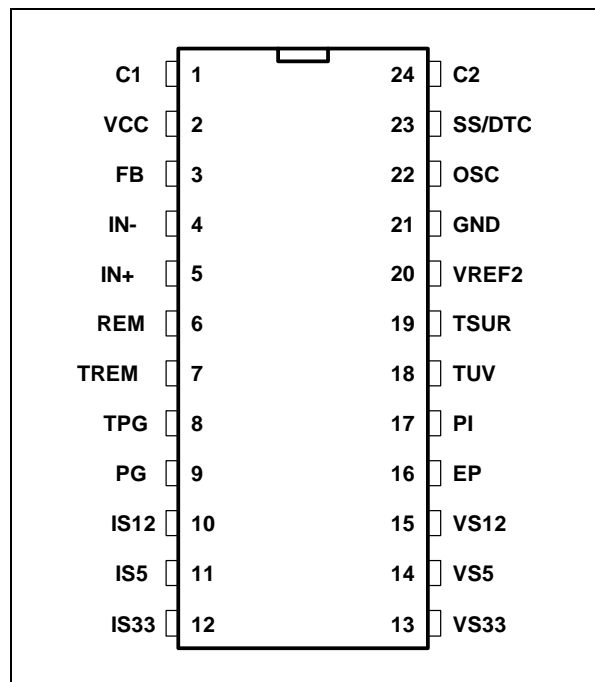 C1 1 24 C2
VCC 2 23 SS/DTC
FB 3 22 OSC
IN- 4 21 GND
IN+ 5 20 VREF2
REM 6 19 TSUR
TREM 7 18 TUV
TPG 8 17 PI
PG 9 16 EP
IS12 10 15 VS12
IS5 11 14 VS5
IS33 12 13 VS33